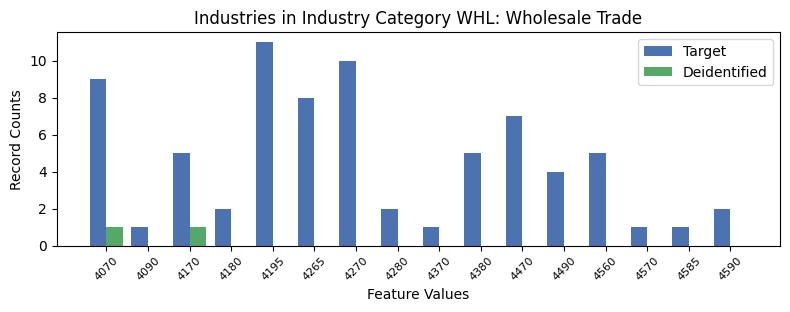 Industries in Industry Category WHL: Wholesale Trade
Target
Deidentified
Record Counts
10
8
6
4
2
0
4070 4090 4170 4180 4195 4265 4270 4280 4370 4380 4470 4490 4560 4570 4585 4590
Feature Values